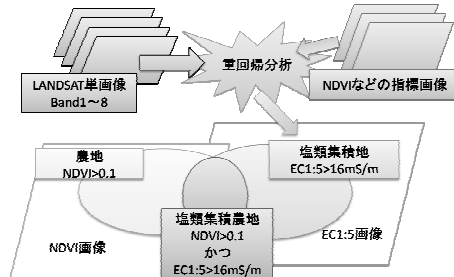 重回帰分析
LANDSAT単画像
Band1～8
NDVIなどの指標画像
農地
NDVI>0.1
塩類集積地
EC1:5>16mS/m
塩類集積農地
NDVI>0.1
かつ
EC1:5>16mS/m
NDVI画像
EC1:5画像